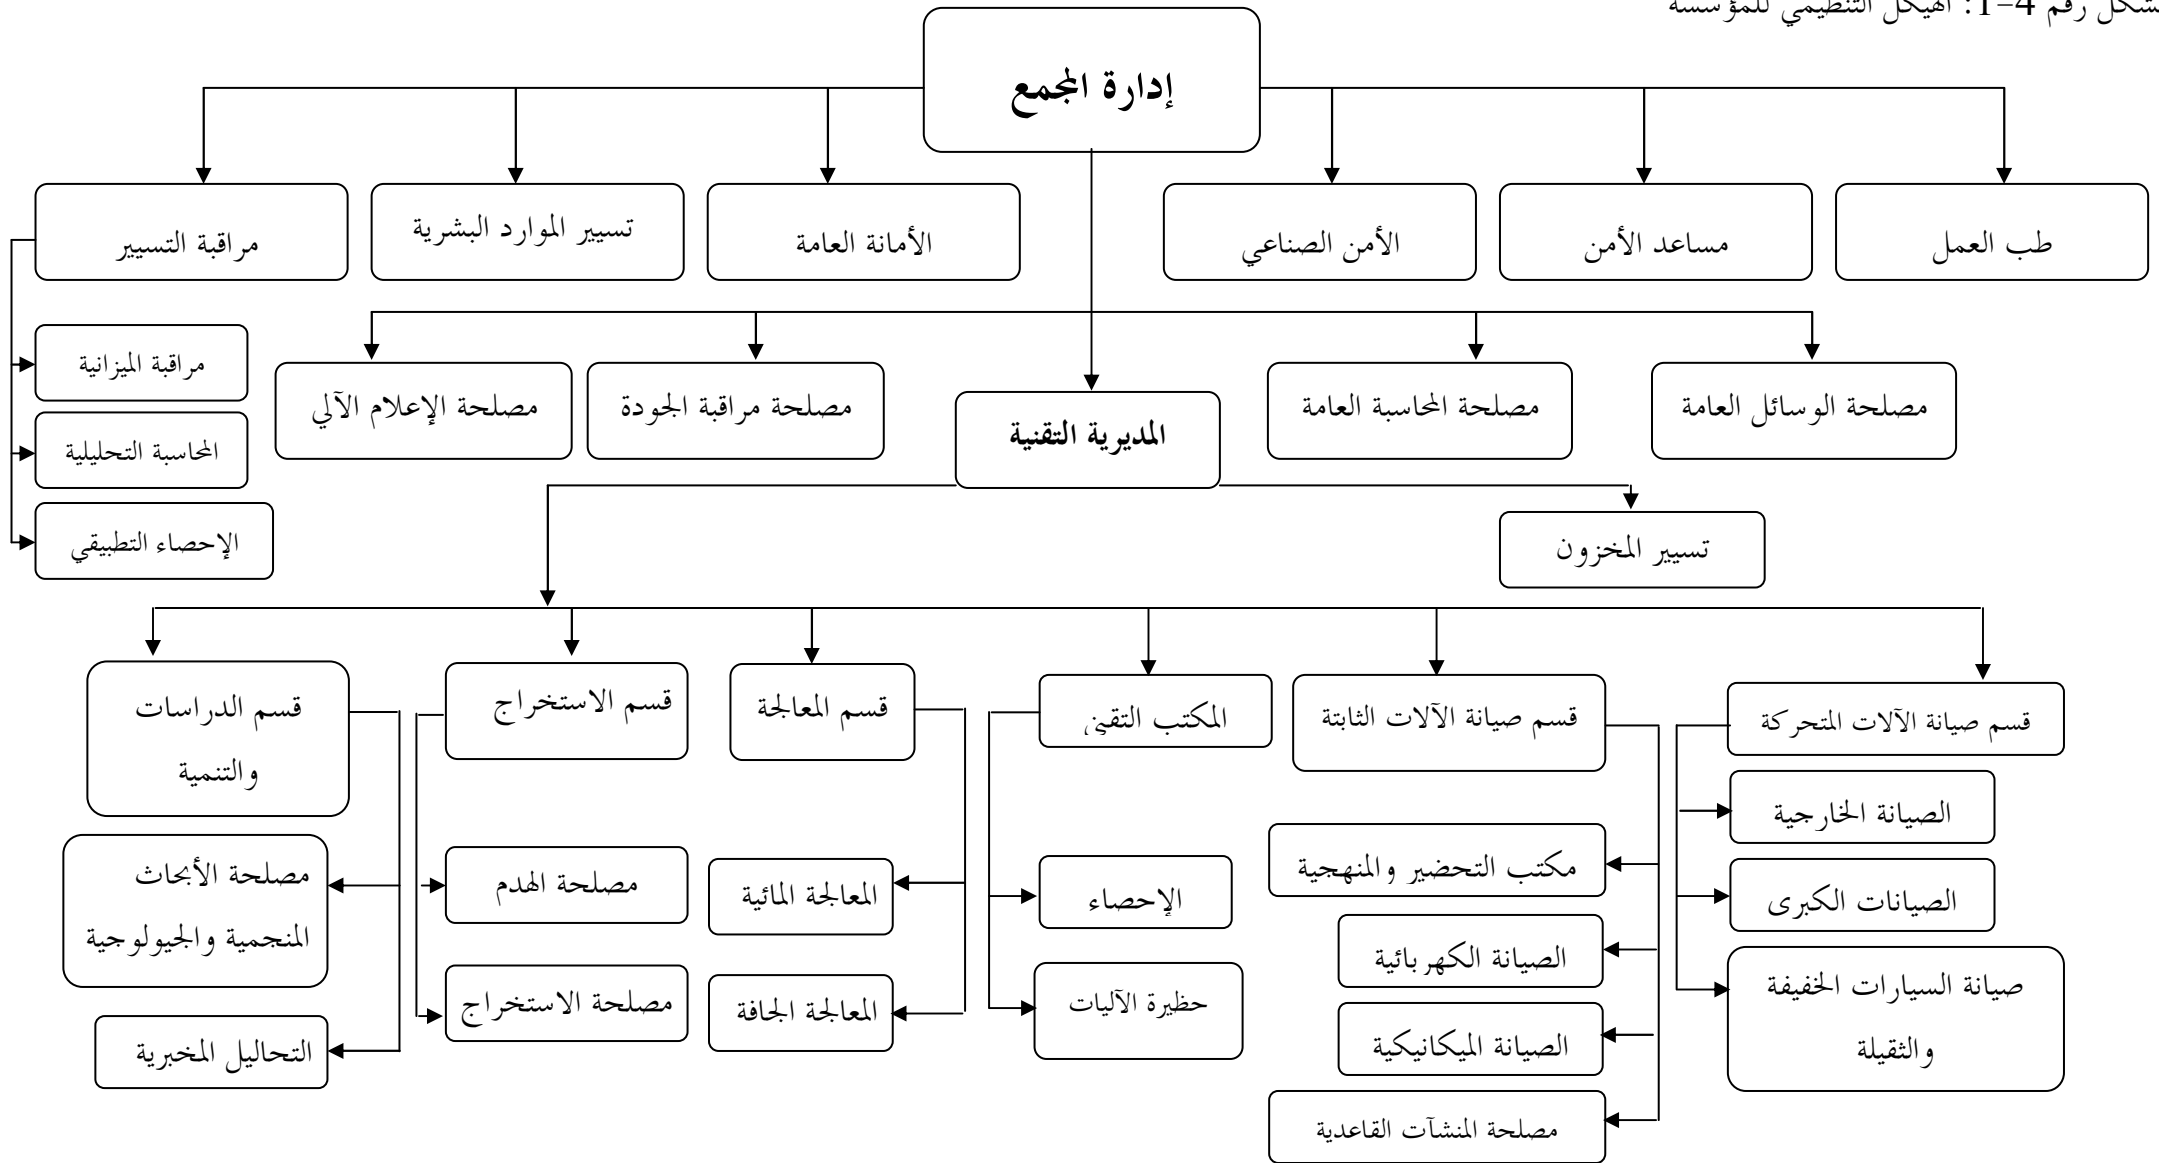 شكل رقم 4-1: الهيكل التنظيمي للمؤسسة
إدارة المجمع
طب العمل
مساعد الأمن
الأمن الصناعي
الأمانة العامة
تسيير الموارد البشرية
مراقبة التسيير
مراقبة الميزانية
المحاسبة التحليلية
الإحصاء التطبيقي
مصلحة الوسائل العامة
مصلحة المحاسبة العامة
المديرية التقنية
مصلحة مراقبة الجودة
مصلحة الإعلام الآلي
تسيير المخزون
قسم صيانة الآلات المتحركة
الصيانة الخارجية
الصيانات الكبرى
صيانة السيارات الخفيفة
والثقيلة
قسم صيانة الآلات الثابتة
مكتب التحضير والمنهجية
الصيانة الكهربائية
الصيانة الميكانيكية
مصلحة المنشآت القاعدية
المكتب التقني
الإحصاء
حظيرة الآليات
قسم المعالجة
المعالجة المائية
المعالجة الجافة
قسم الاستخراج
مصلحة الهدم
مصلحة الاستخراج
قسم الدراسات
والتنمية
مصلحة الأبحاث
المنجمية والجيولوجية
التحاليل المخبرية